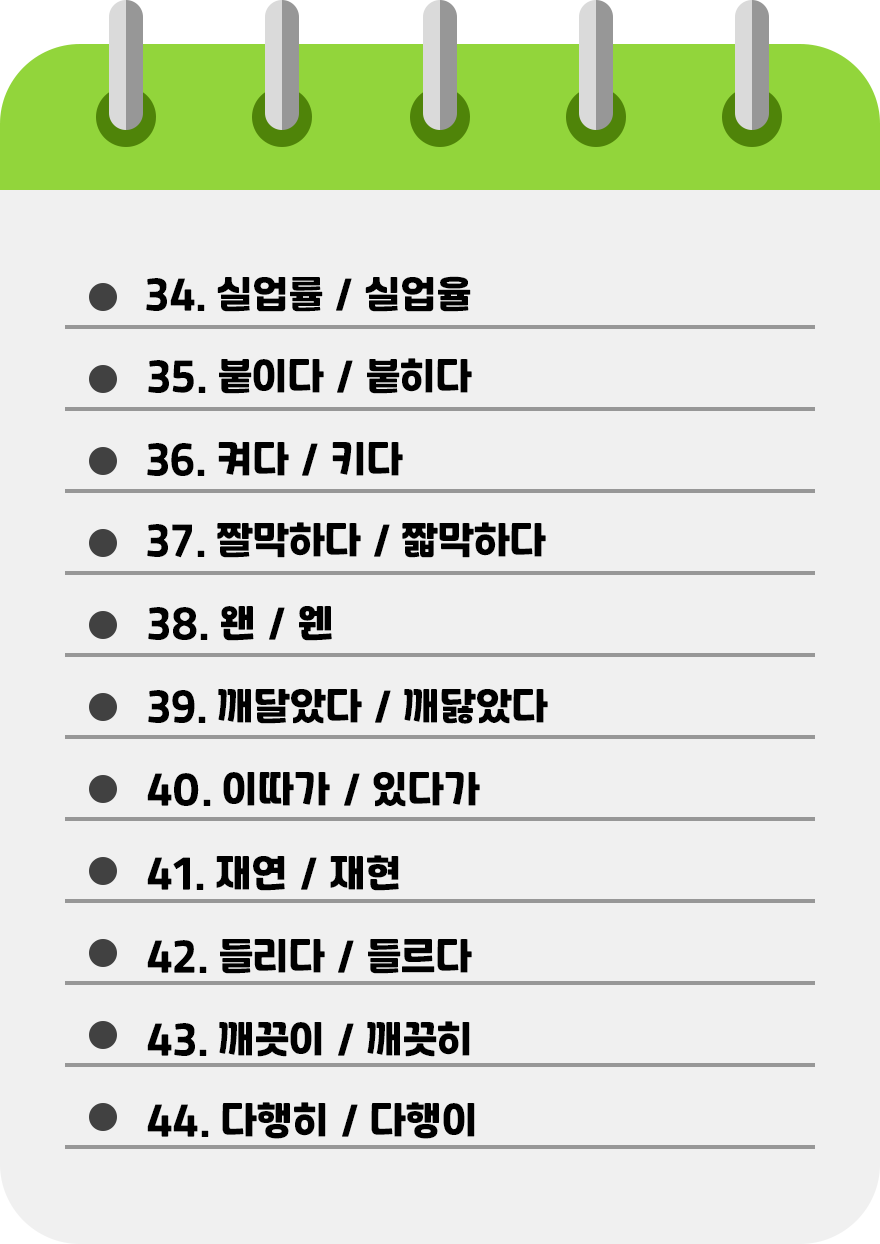 34. 실업률 / 실업율
35. 붙이다 / 붙히다
36. 켜다 / 키다
37. 짤막하다 / 짧막하다
38. 왠 / 웬
39. 깨달았다 / 깨닳았다
40. 이따가 / 있다가
41. 재연 / 재현
42. 들리다 / 들르다
43. 깨끗이 / 깨끗히
44. 다행히 / 다행이